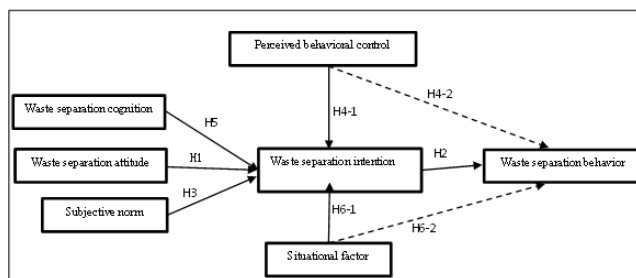 Perceived behavioral control
H4-2
Waste separation cognition
H5
H4-1
Waste separation attitude
H1
Waste separation intention
H2
Waste separation behavior
H3
Subjective norm
H6-1
H6-2
Situational factor